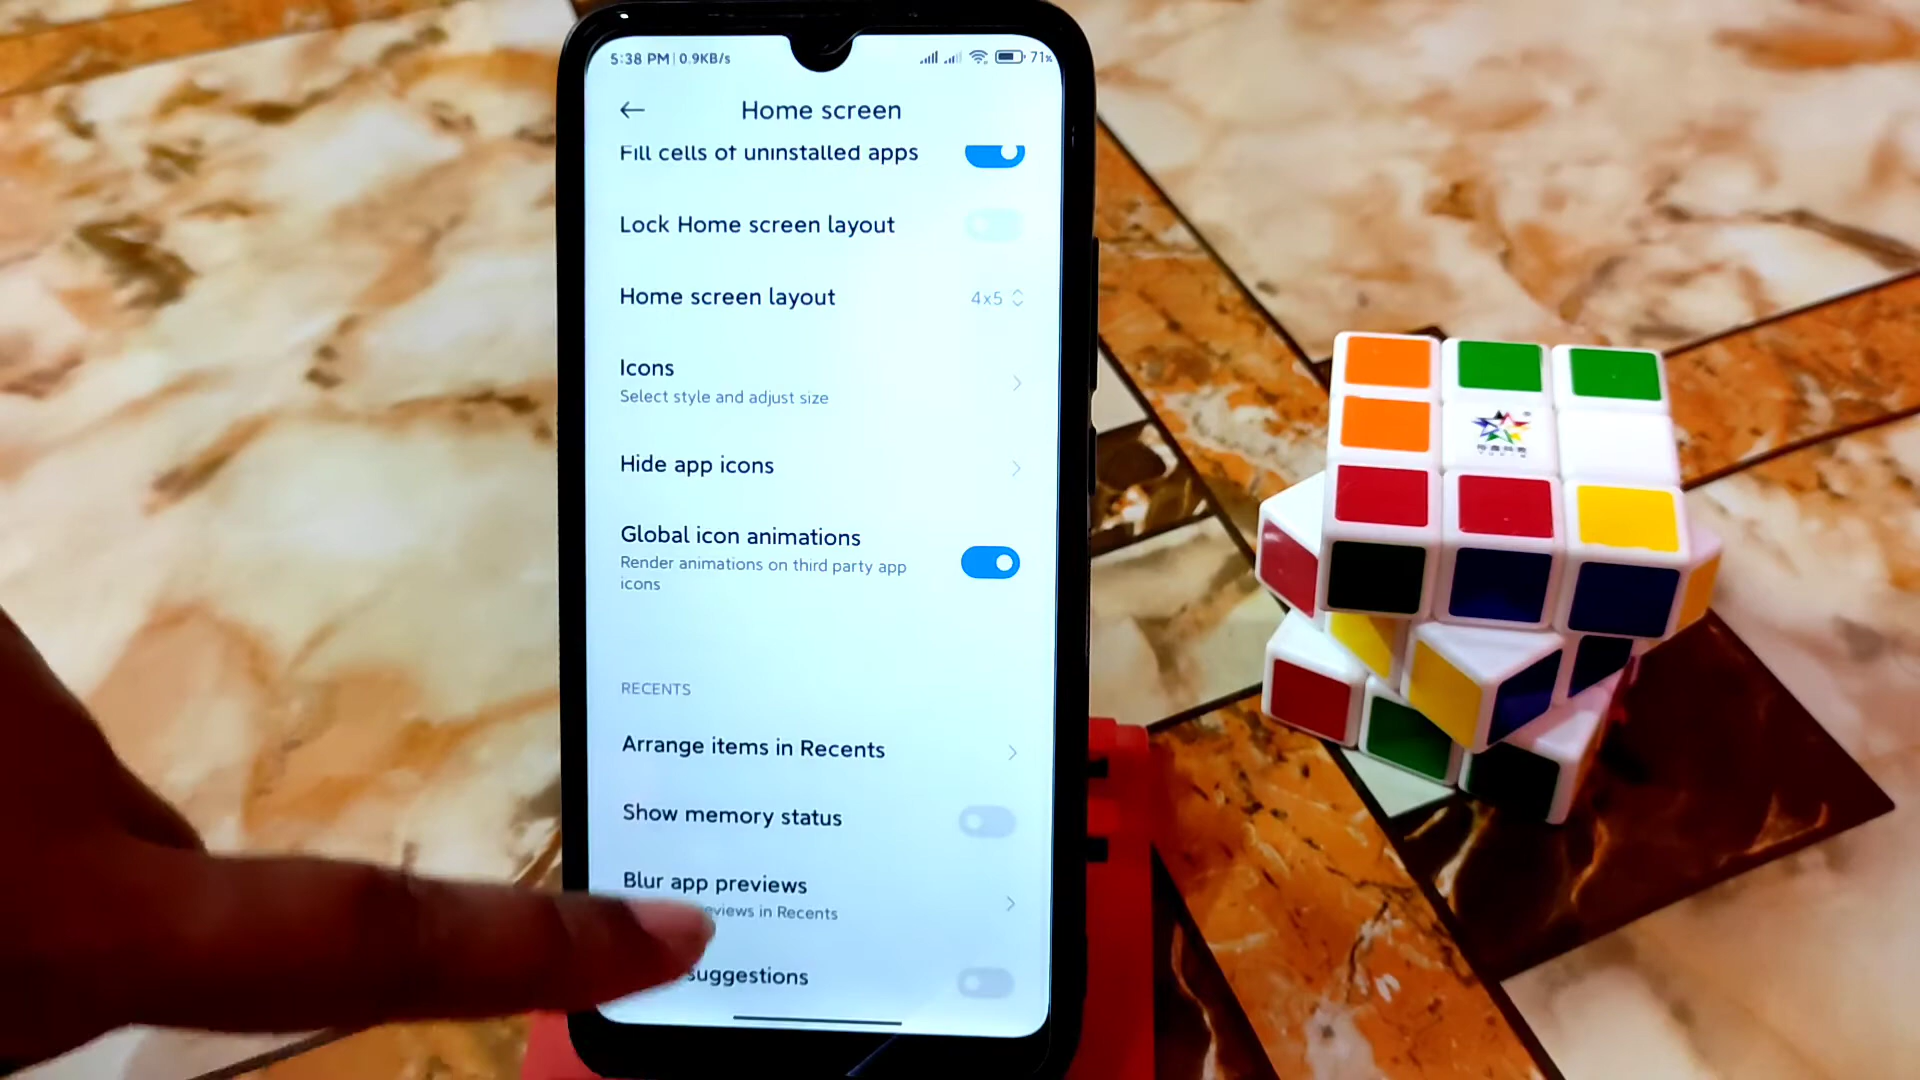 5:38 PM | 0.9KB/s 71%
Home screen
Fill cells of uninstalled apps
Lock Home screen layout
Home screen layout 4x5
Icons
Select style and adjust size
Hide app icons
Global icon animations
Render animations on third party app
icons
RECENTS
Arrange items in Recents
Show memory status
Blur app previews
eviews in Recents
suggestions